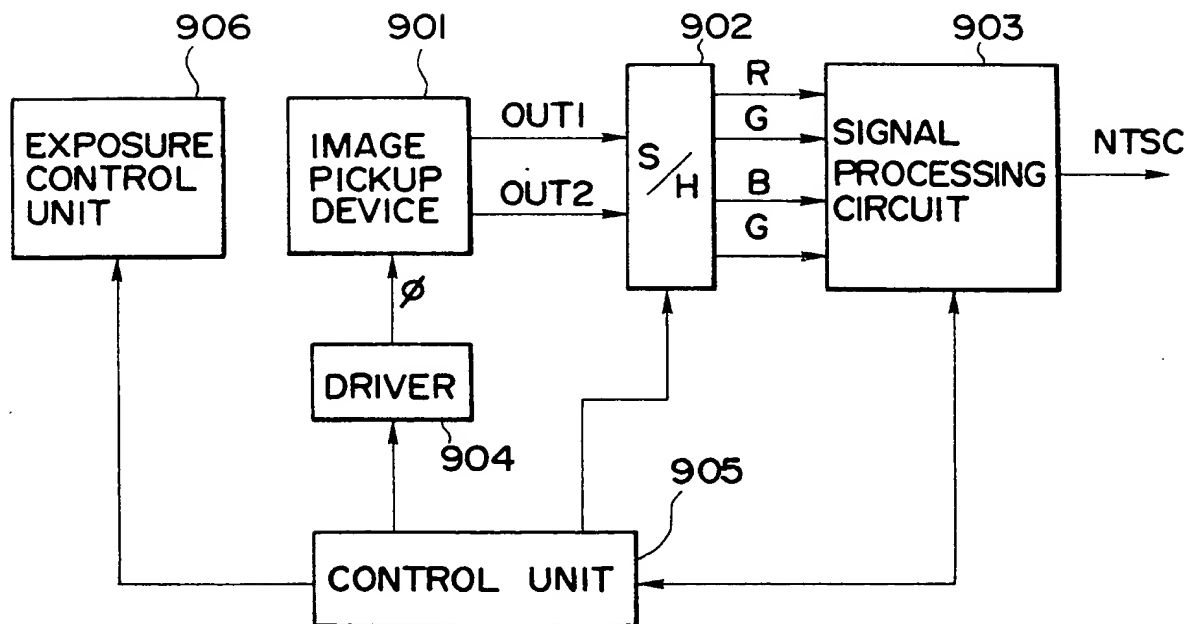 906
901
902
903
EXPOSURE
CONTROL
UNIT
IMAGE
PICKUP
DEVICE
OUT1
OUT2
S/H
R
G
B
G
SIGNAL
PROCESSING
CIRCUIT
NTSC
ø
DRIVER
904
905
CONTROL UNIT